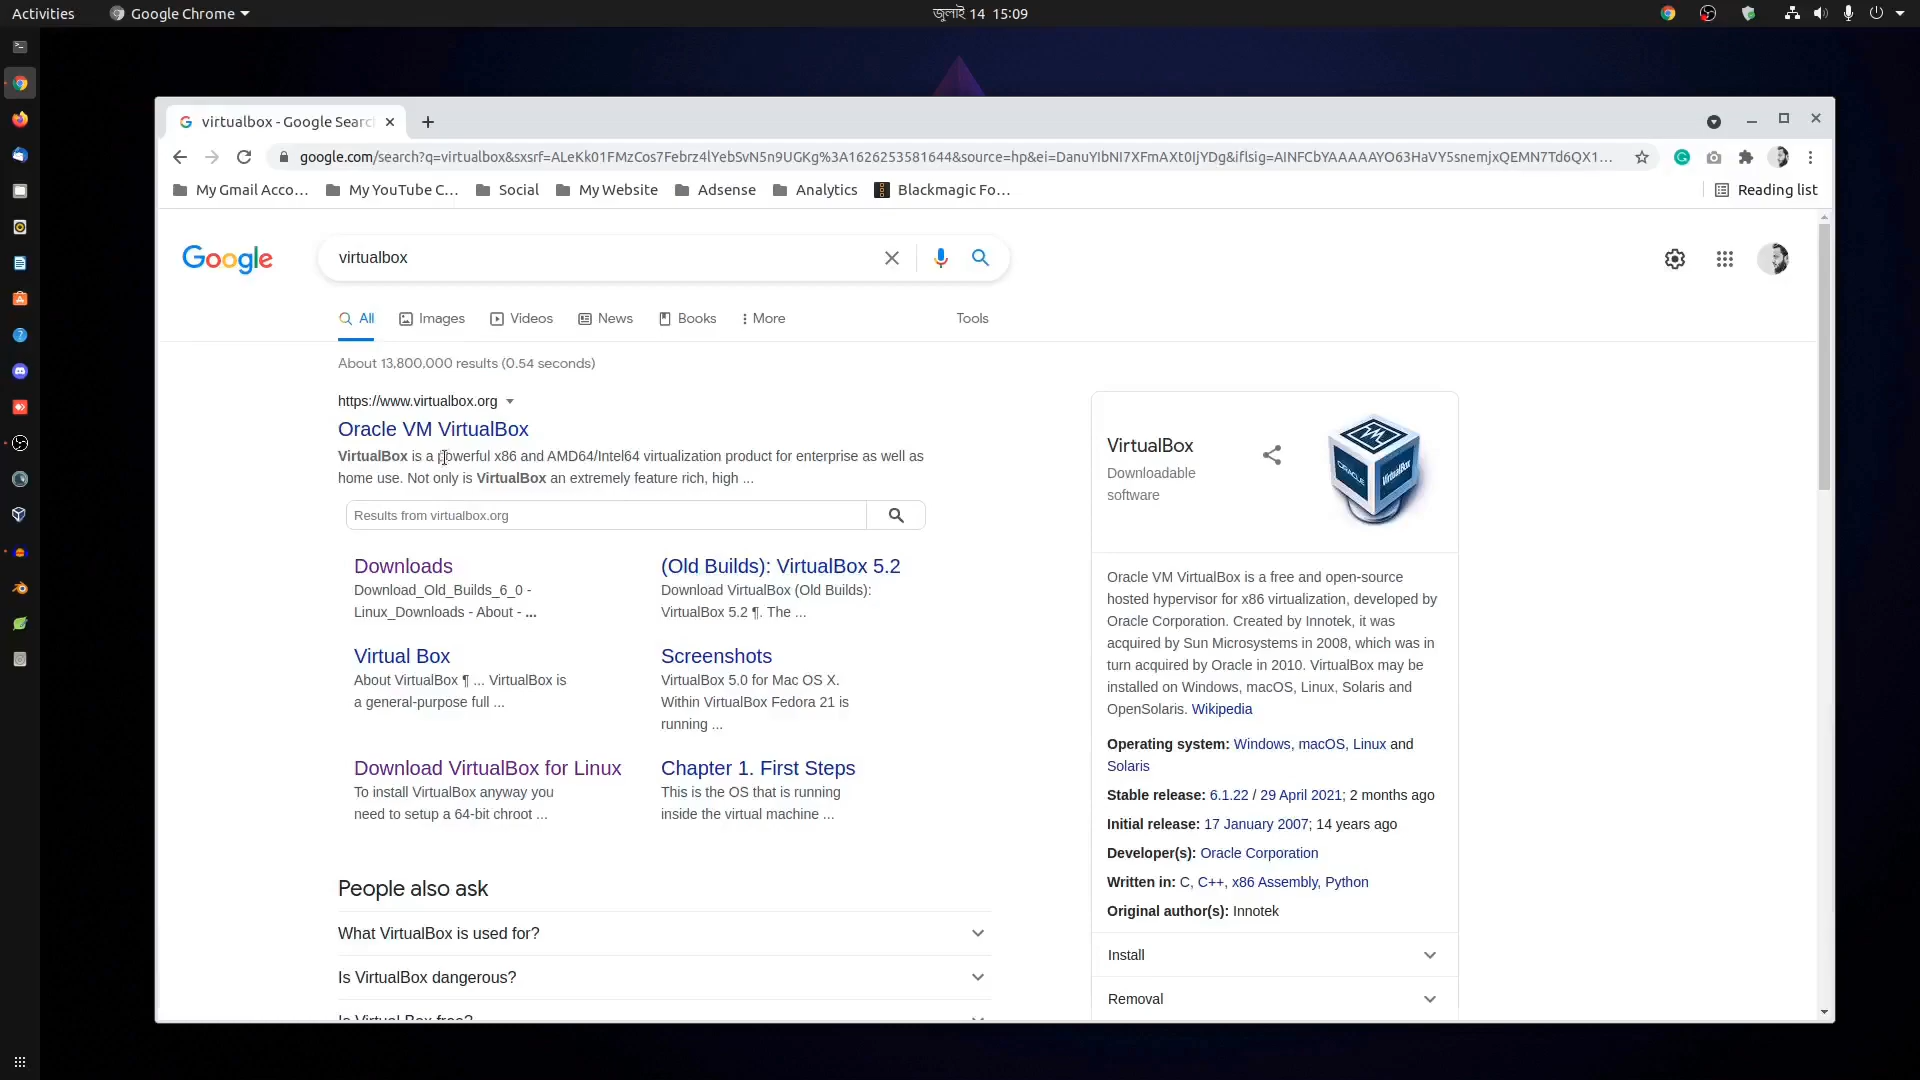 Activities
Google Chrome
জুলাই 14 15:09
virtualbox - Google Searc
google.com/search?q=virtualbox&sxsrf=ALeKk01FMzCos7Febrz4lYebSvN5n9UGKg%3A1626253581644&source=hp&ei=DanuYIbNI7XFmAXt0IjYDg&iflsig=AINFCbYAAAAAYO63HaVY5snemjxQEMN7Td6QX1...
My Gmail Acco...
My YouTube C...
Social
My Website
Adsense
Analytics
Blackmagic Fo...
Reading list
Google
virtualbox
All
Images
Videos
News
Books
More
Tools
About 13,800,000 results (0.54 seconds)
https://www.virtualbox.org
Oracle VM VirtualBox
VirtualBox is a powerful x86 and AMD64/Intel64 virtualization product for enterprise as well as
home use. Not only is VirtualBox an extremely feature rich, high ...
Results from virtualbox.org
Downloads
Download_Old_Builds_6_0 -
Linux_Downloads - About - ...
(Old Builds): VirtualBox 5.2
Download VirtualBox (Old Builds):
VirtualBox 5.2 ¶. The ...
Virtual Box
About VirtualBox ¶ ... VirtualBox is
a general-purpose full ...
Screenshots
VirtualBox 5.0 for Mac OS X.
Within VirtualBox Fedora 21 is
running ...
Download VirtualBox for Linux
To install VirtualBox anyway you
need to setup a 64-bit chroot ...
Chapter 1. First Steps
This is the OS that is running
inside the virtual machine ...
People also ask
What VirtualBox is used for?
Is VirtualBox dangerous?
Is Virtual Box free?
VirtualBox
Downloadable
software
ORACLE
VirtualBox
Oracle VM VirtualBox is a free and open-source
hosted hypervisor for x86 virtualization, developed by
Oracle Corporation. Created by Innotek, it was
acquired by Sun Microsystems in 2008, which was in
turn acquired by Oracle in 2010. VirtualBox may be
installed on Windows, macOS, Linux, Solaris and
OpenSolaris. Wikipedia
Operating system: Windows, macOS, Linux and
Solaris
Stable release: 6.1.22 / 29 April 2021; 2 months ago
Initial release: 17 January 2007; 14 years ago
Developer(s): Oracle Corporation
Written in: C, C++, x86 Assembly, Python
Original author(s): Innotek
Install
Removal